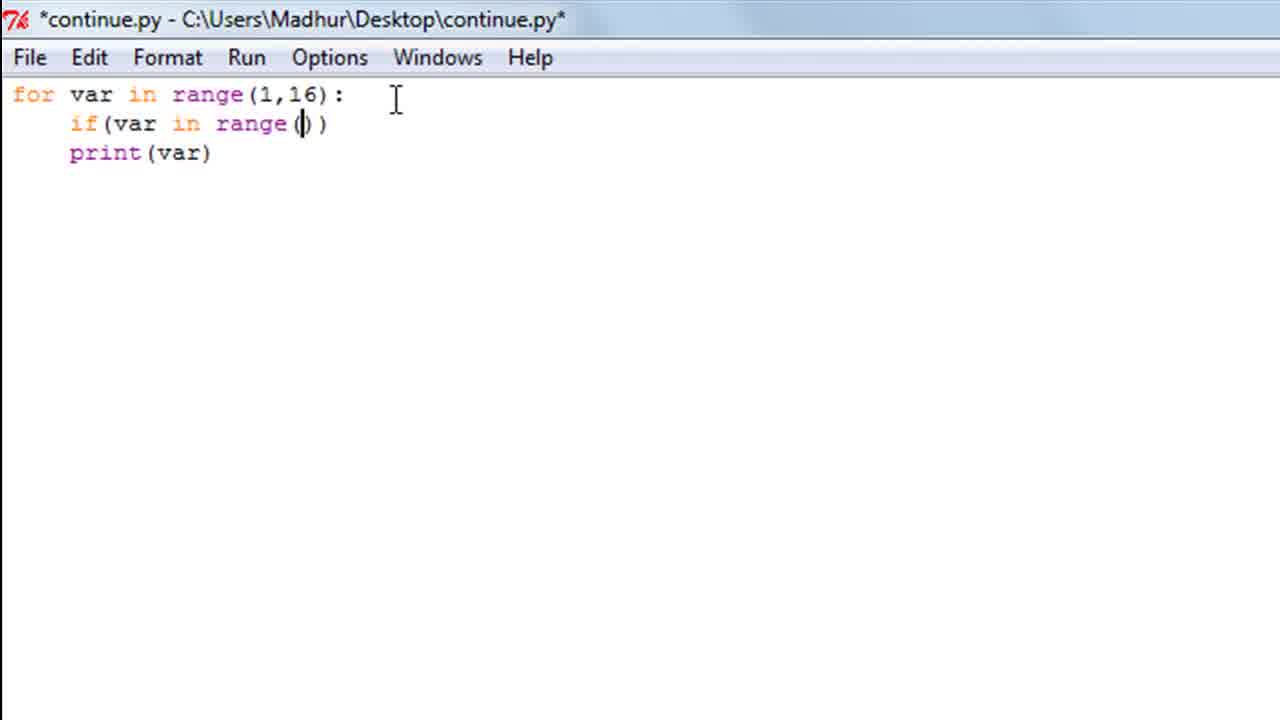 *continue.py - C:\Users\Madhur\Desktop\continue.py*
File Edit Format Run Options Windows Help
for var in range(1,16):
    if(var in range())
    print(var)